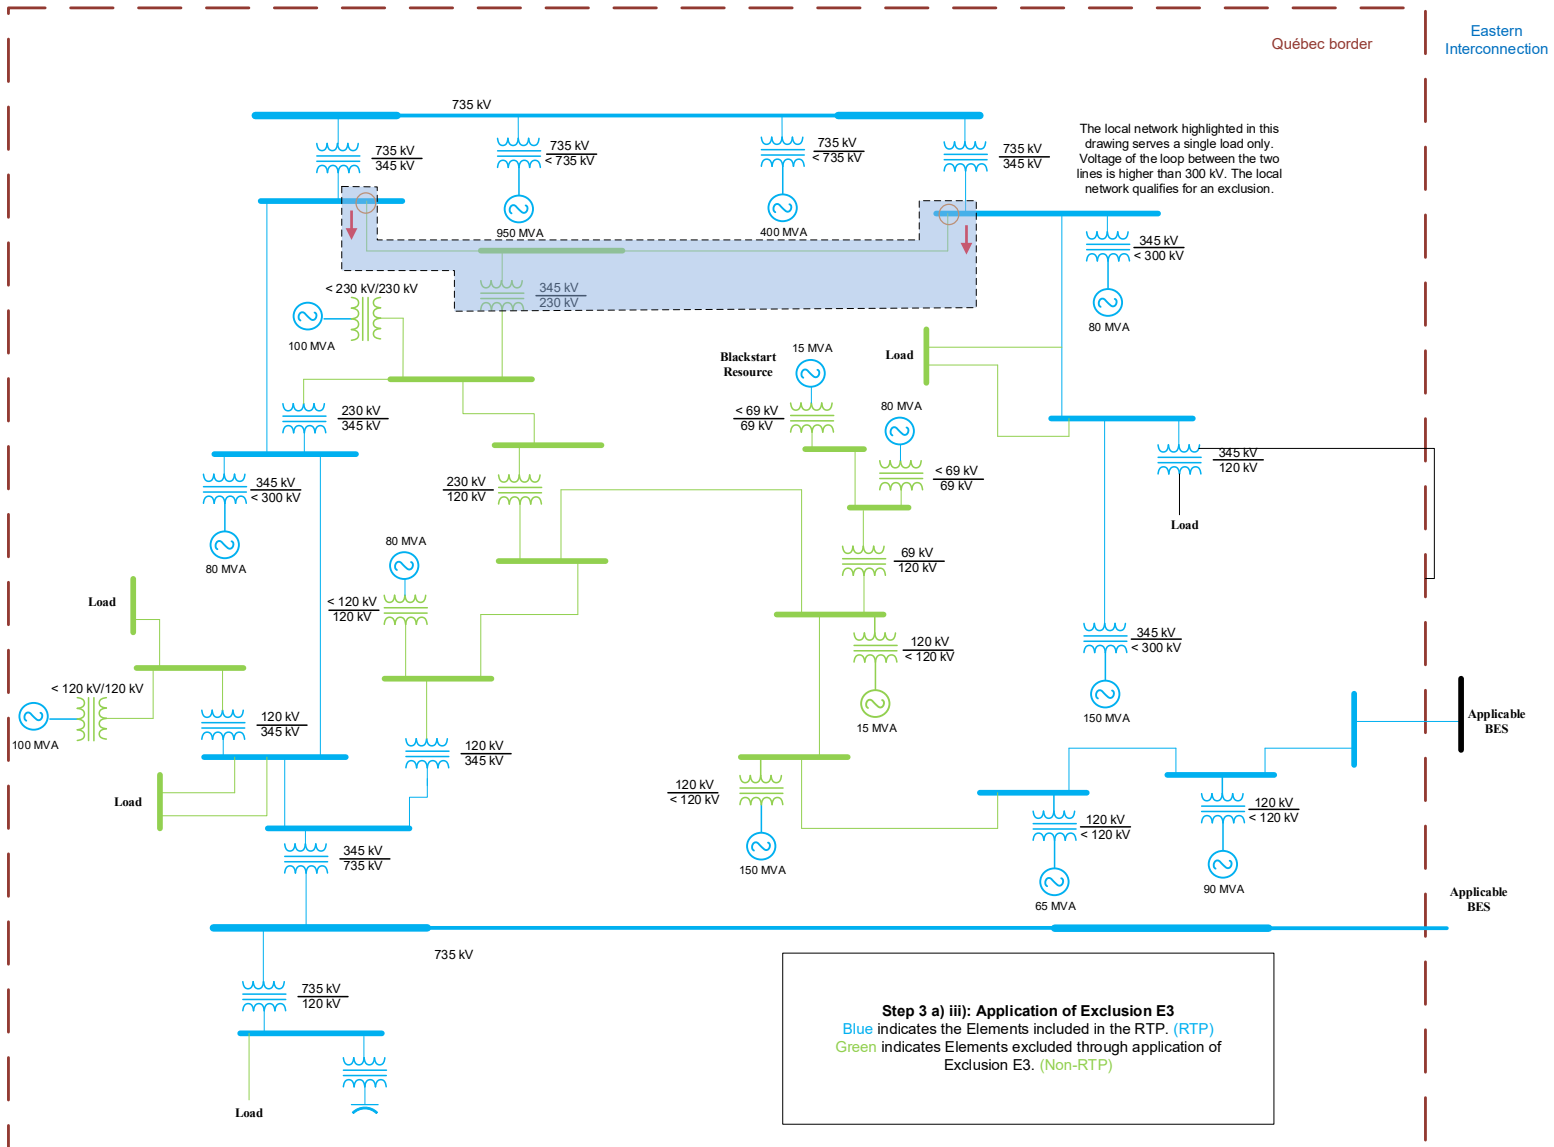 Québec border
Eastern
Interconnection
735 kV
The local network highlighted in this
drawing serves a single load only.
Voltage of the loop between the two
lines is higher than 300 kV. The local
network qualifies for an exclusion.
735 kV
345 kV
735 kV
< 735 kV
735 kV
< 735 kV
735 kV
345 kV
950 MVA
400 MVA
345 kV
< 300 kV
80 MVA
< 230 kV/230 kV
100 MVA
345 kV
230 kV
Blackstart
Resource
15 MVA
Load
< 69 kV
69 kV
80 MVA
230 kV
345 kV
< 69 kV
69 kV
345 kV
120 kV
Load
345 kV
< 300 kV
80 MVA
230 kV
120 kV
80 MVA
69 kV
120 kV
Load
< 120 kV
120 kV
120 kV
< 120 kV
15 MVA
345 kV
< 300 kV
150 MVA
< 120 kV/120 kV
100 MVA
120 kV
345 kV
120 kV
345 kV
Applicable
BES
Load
120 kV
< 120 kV
150 MVA
120 kV
< 120 kV
65 MVA
120 kV
< 120 kV
90 MVA
345 kV
735 kV
Applicable
BES
735 kV
735 kV
120 kV
Load
Step 3 a) iii): Application of Exclusion E3
Blue indicates the Elements included in the RTP. (RTP)
Green indicates Elements excluded through application of
Exclusion E3. (Non-RTP)